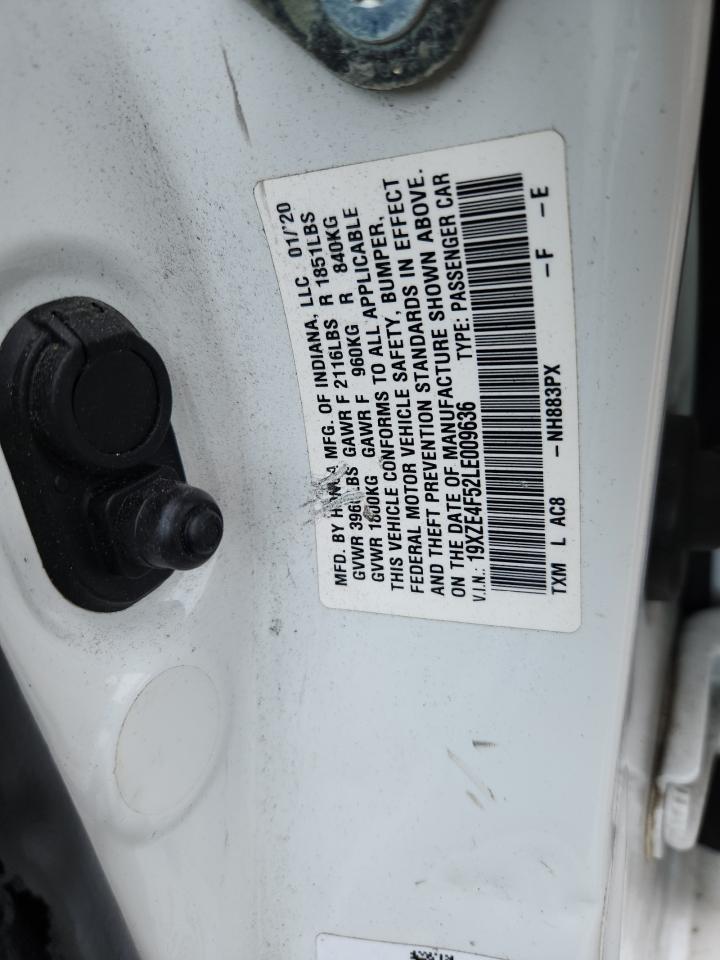 MFD. BY HONDA MFG. OF INDIANA, LLC 01/'20
GVWR 3960LBS GAWR F 2116LBS R 1851LBS
GVWR 1800KG GAWR F 960KG R 840KG
THIS VEHICLE CONFORMS TO ALL APPLICABLE
FEDERAL MOTOR VEHICLE SAFETY, BUMPER,
AND THEFT PREVENTION STANDARDS IN EFFECT
ON THE DATE OF MANUFACTURE SHOWN ABOVE.
V.I.N.: 19XZE4F52LE009636 TYPE: PASSENGER CAR
TXM L AC8 -NH883PX -F -E